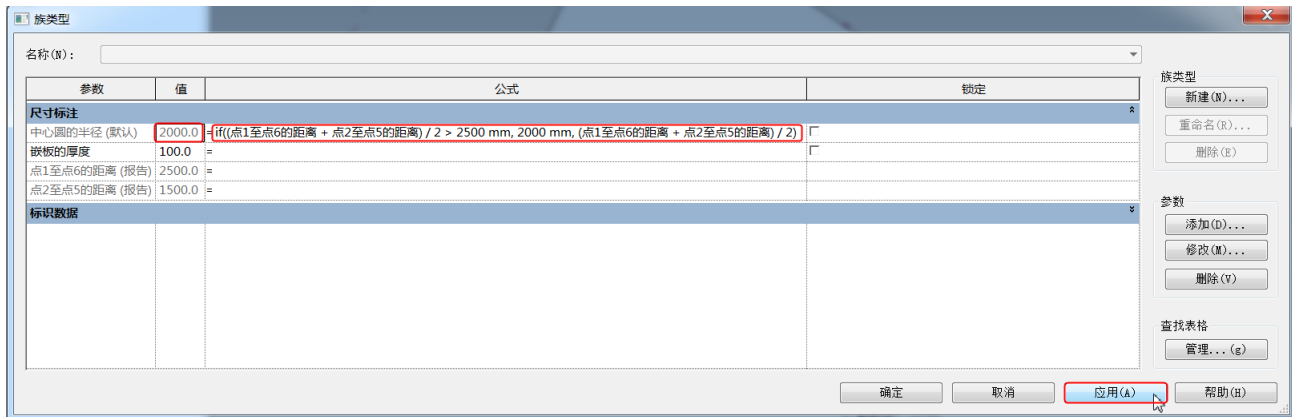 族类型
名称(N):
参数 值 公式 锁定
尺寸标注
中心圆的半径 (默认) 2000.0 =if((点1至点6的距离 + 点2至点5的距离) / 2 > 2500 mm, 2000 mm, (点1至点6的距离 + 点2至点5的距离) / 2)
嵌板的厚度 100.0 =
点1至点6的距离 (报告) 2500.0 =
点2至点5的距离 (报告) 1500.0 =
标识数据
族类型
新建(N)...
重命名(R)...
删除(E)
参数
添加(D)...
修改(M)...
删除(V)
查找表格
管理...(g)
确定 取消 应用(A) 帮助(H)